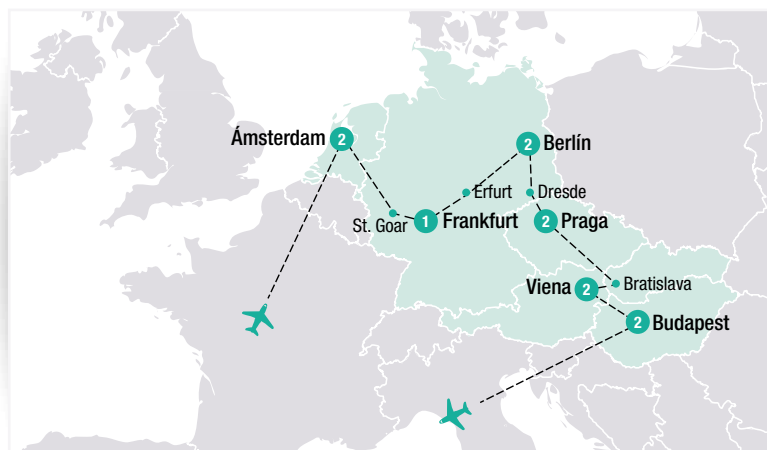 Ámsterdam 2
2 Berlín
Erfurt
Dresde
St. Goar
1 Frankfurt
2 Praga
Viena 2
Bratislava
2 Budapest